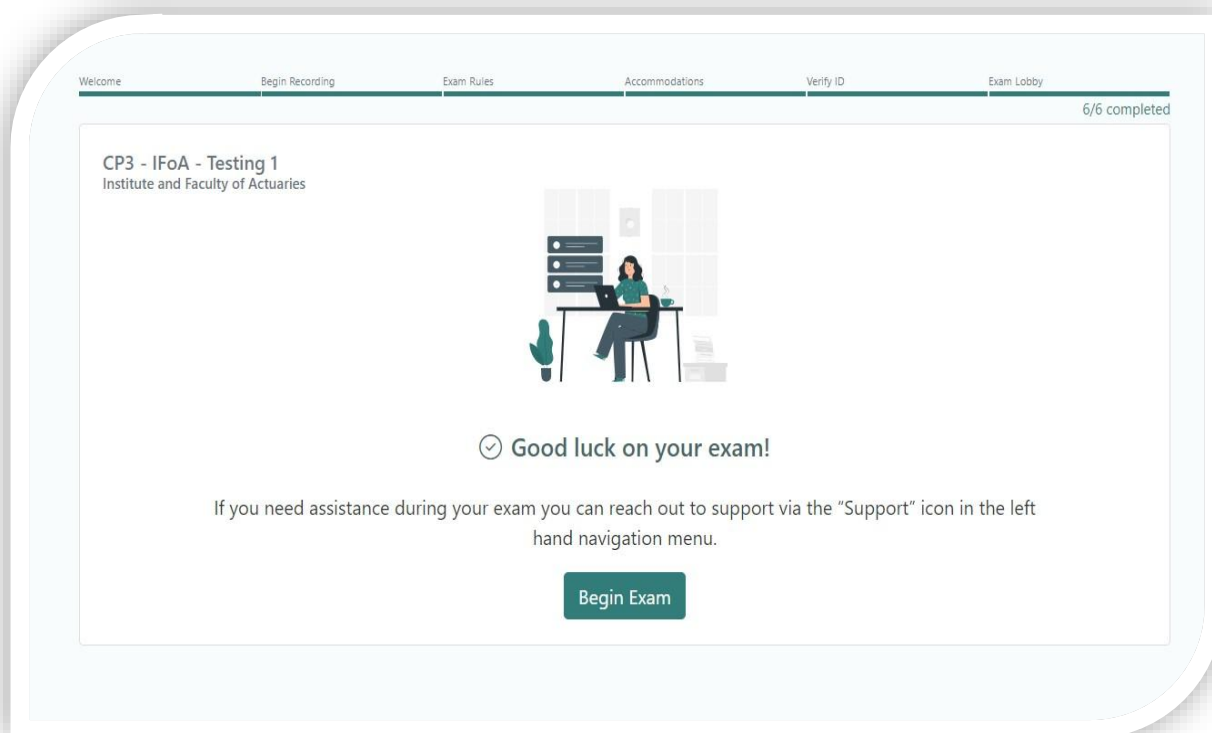 Welcome
Begin Recording
Exam Rules
Accommodations
Verify ID
Exam Lobby
6/6 completed
CP3 - IFoA - Testing 1
Institute and Faculty of Actuaries
Good luck on your exam!
If you need assistance during your exam you can reach out to support via the “Support” icon in the left
hand navigation menu.
Begin Exam